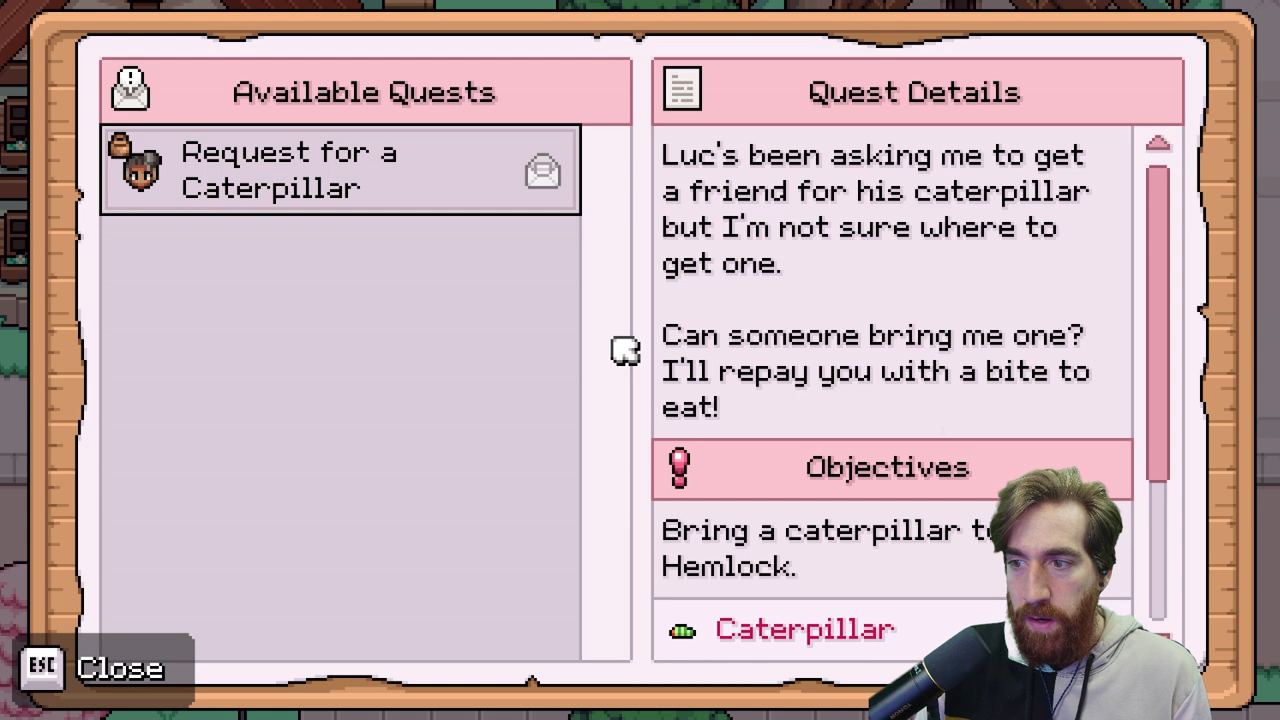 Available Quests
Request for a
Caterpillar
Quest Details
Luc's been asking me to get
a friend for his caterpillar
but I'm not sure where to
get one.
Can someone bring me one?
I'll repay you with a bite to
eat!
Objectives
Bring a caterpillar
Hemlock.
Caterpillar
ESC Close